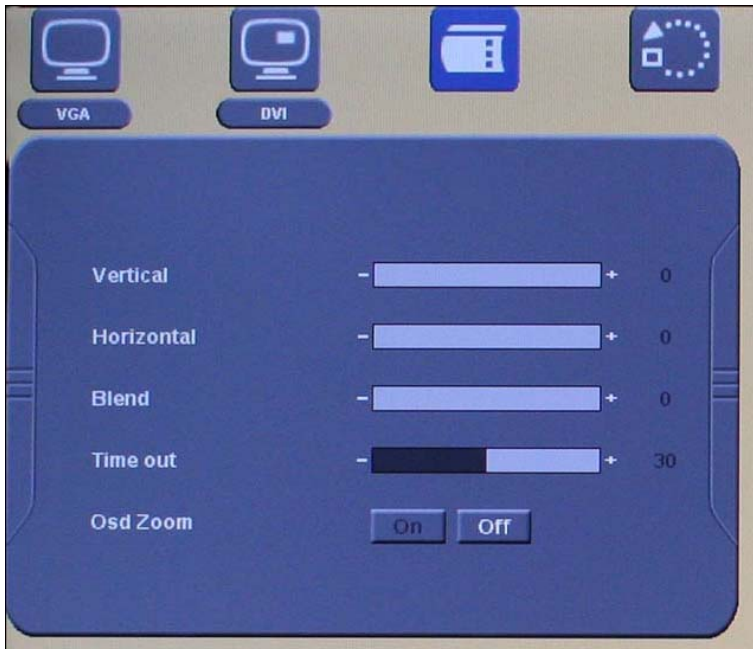 VGA DVI
Vertical - + 0
Horizontal - + 0
Blend - + 0
Time out - + 30
Osd Zoom On Off